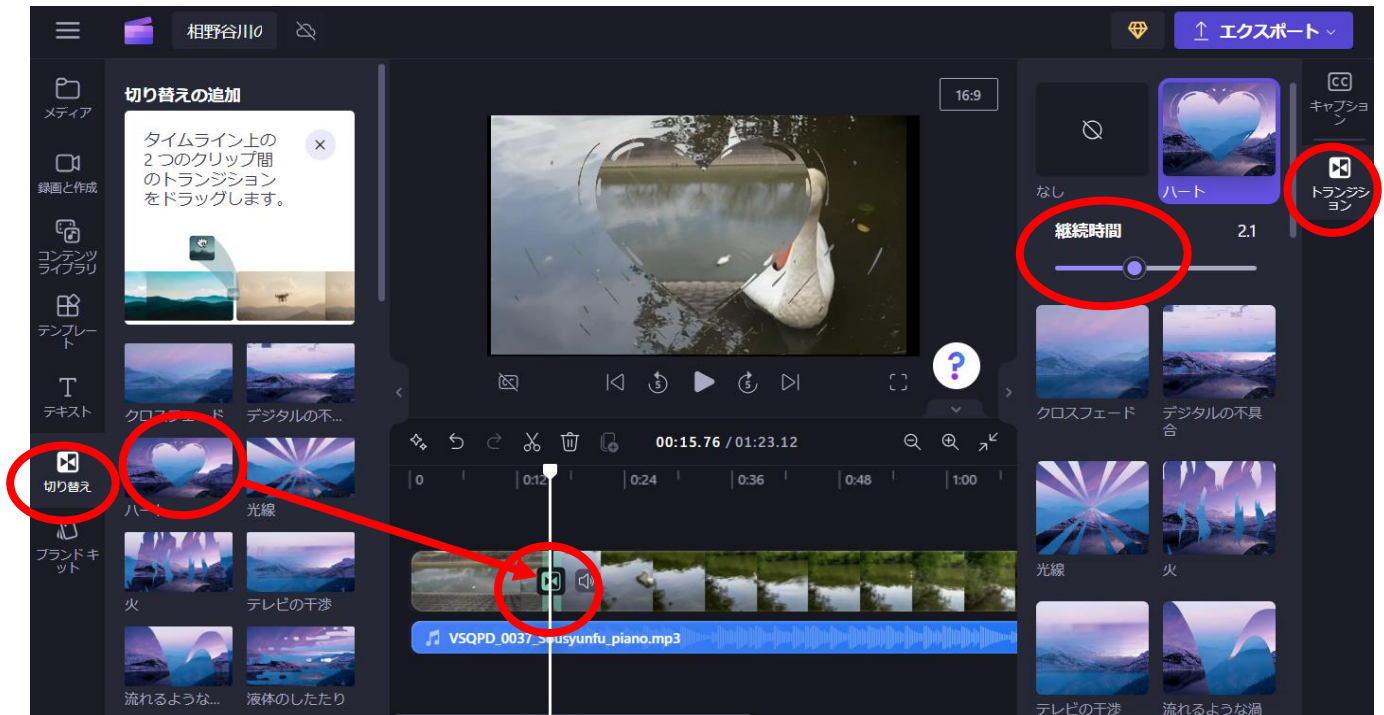 相野谷川の
エクスポート
メディア
録画と作成
コンテンツ
ライブラリ
テンプレー
ト
テキスト
切り替え
ブランド キ
ット
切り替えの追加
タイムライン上の
2 つのクリップ間
のトランジション
をドラッグします。
クロスフェード
デジタルの不...
ハート
光線
火
テレビの干渉
流れるような...
液体のしたたり
16:9
5
5
?
00:15.76 / 01:23.12
0
0:12
0:24
0:36
0:48
1:00
VSQPD_0037_Sousyunfu_piano.mp3
なし
ハート
継続時間
2.1
クロスフェード
デジタルの不具
合
光線
火
テレビの干渉
流れるような渦
CC
キャプショ
ン
トランジシ
ョン